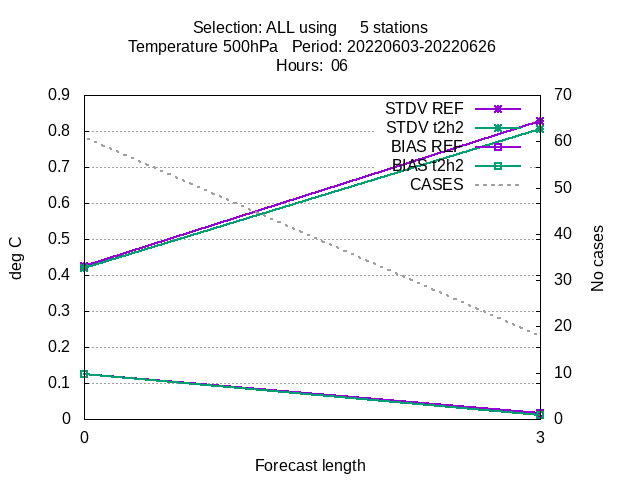 Selection: ALL using 5 stations
Temperature 500hPa Period: 20220603-20220626
Hours: 06
0.9
0.8
0.7
0.6
0.5
0.4
0.3
0.2
0.1
0
deg C
STDV REF
STDV t2h2
BIAS REF
BIAS t2h2
CASES
70
60
50
40
30
20
10
0
No cases
0
3
Forecast length